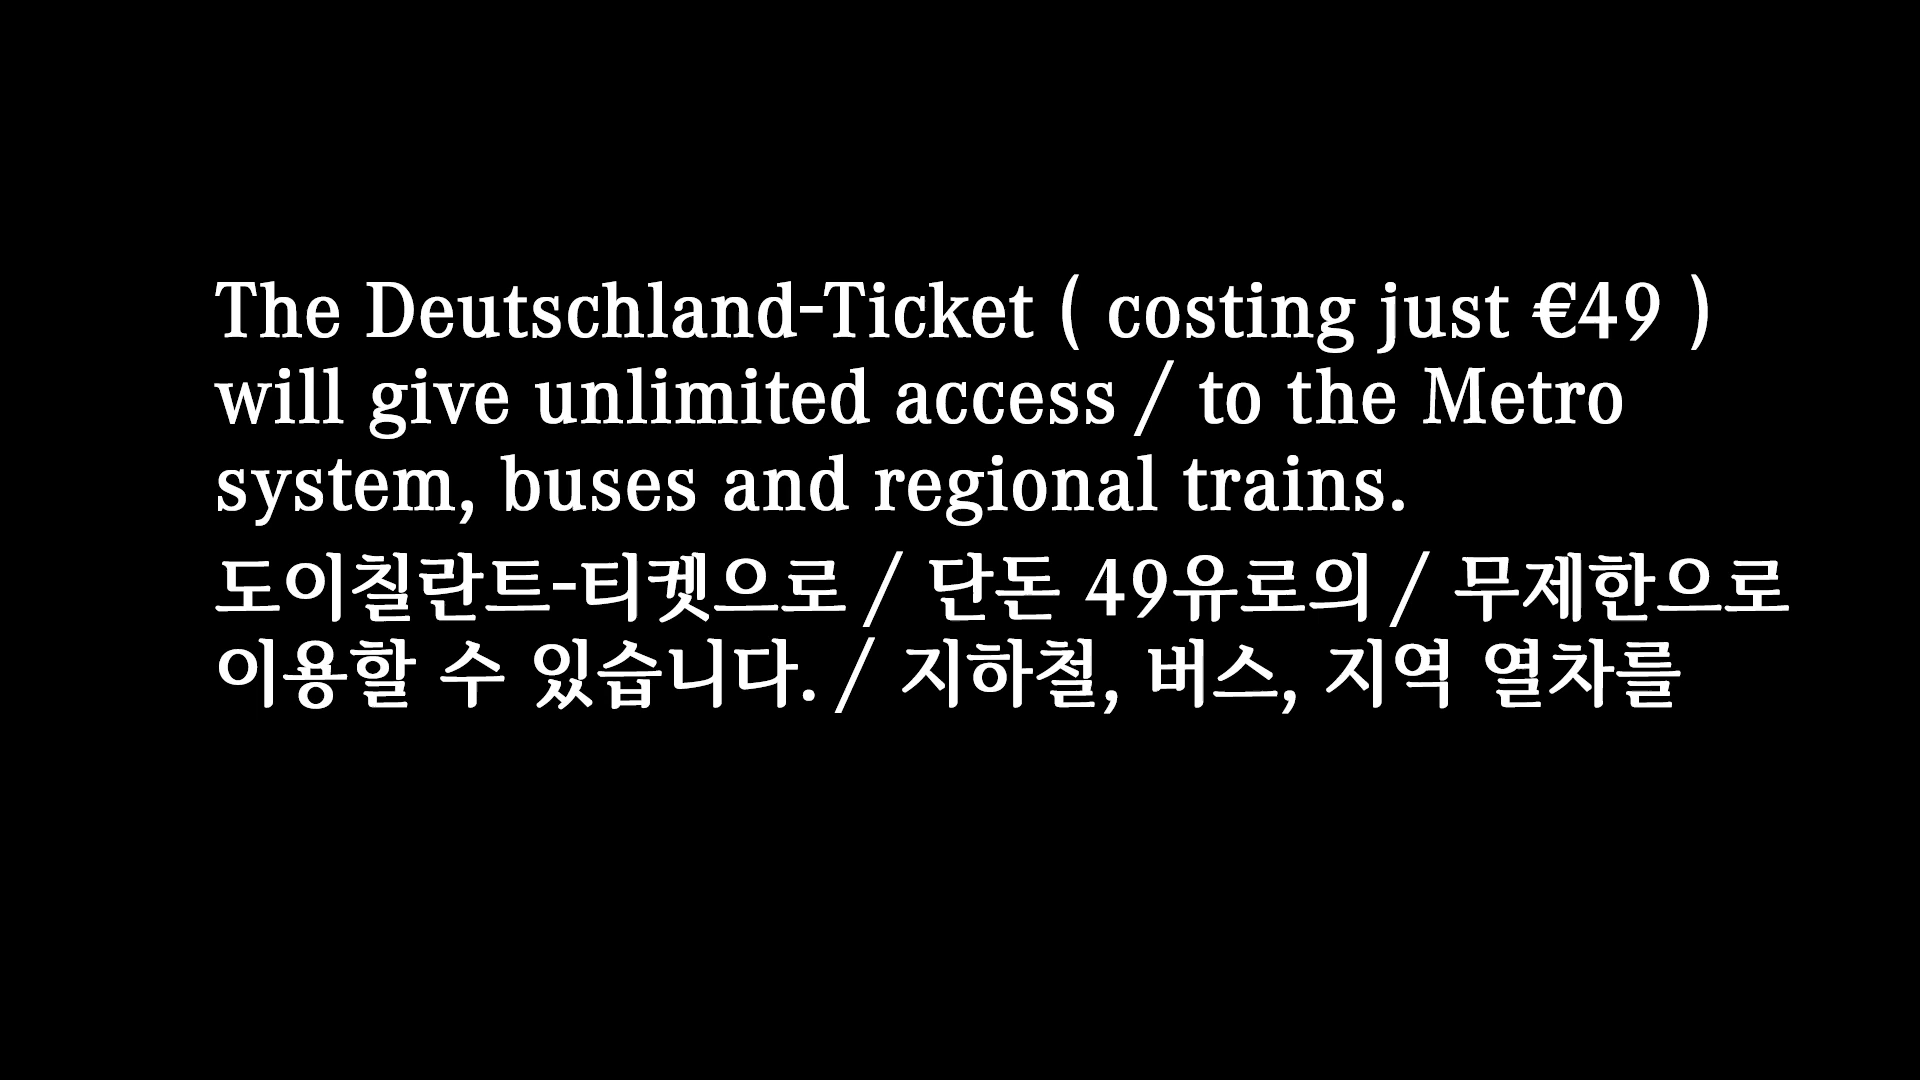 The Deutschland-Ticket ( costing just €49 )
will give unlimited access / to the Metro
system, buses and regional trains.
도이칠란트-티켓으로 / 단돈 49유로의 / 무제한으로
이용할 수 있습니다. / 지하철, 버스, 지역 열차를